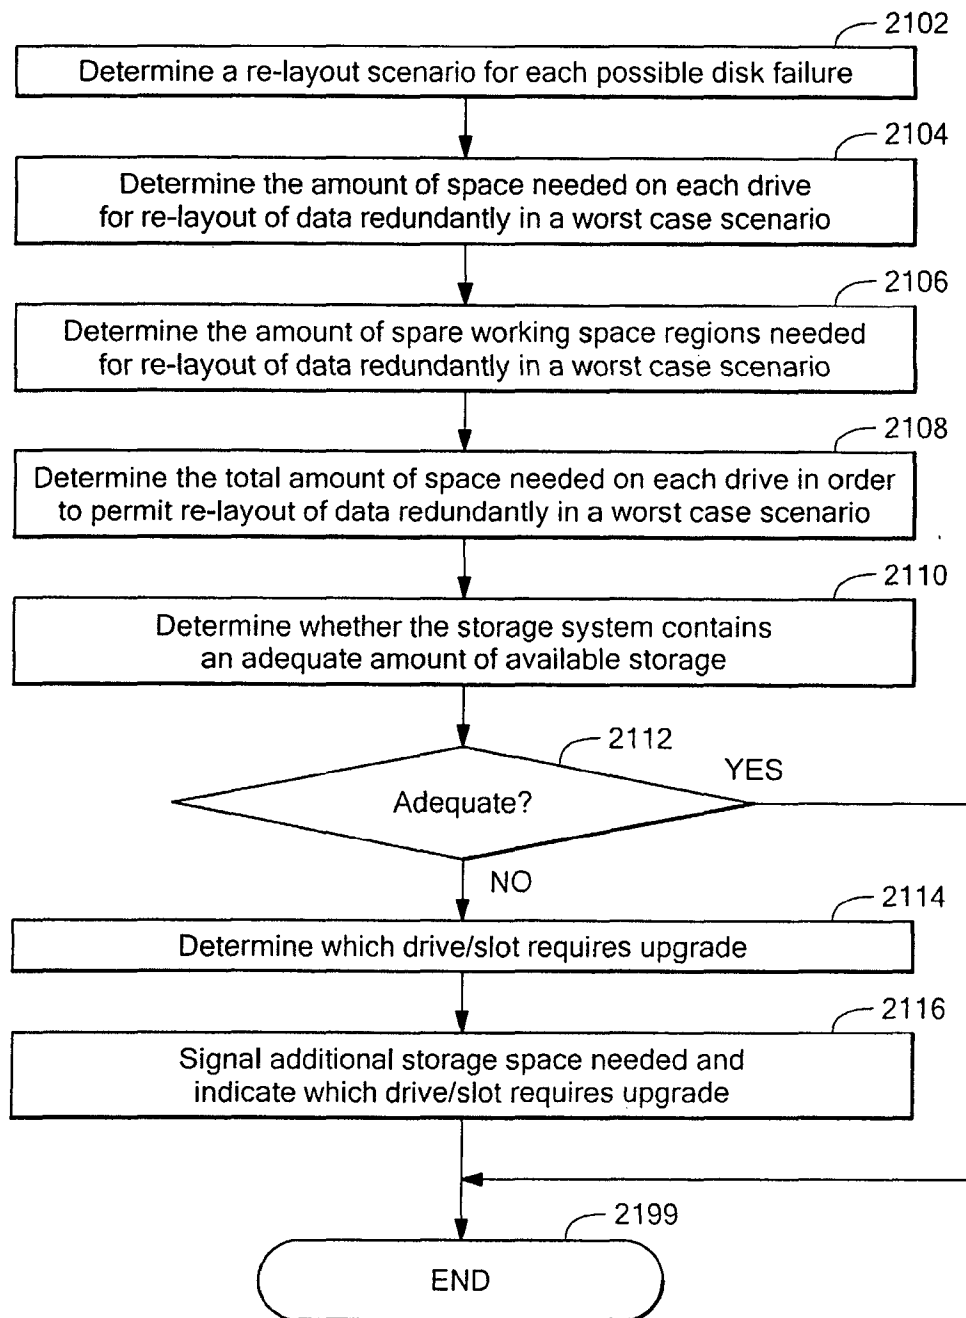 2102
Determine a re-layout scenario for each possible disk failure
2104
Determine the amount of space needed on each drive
for re-layout of data redundantly in a worst case scenario
2106
Determine the amount of spare working space regions needed
for re-layout of data redundantly in a worst case scenario
2108
Determine the total amount of space needed on each drive in order
to permit re-layout of data redundantly in a worst case scenario
2110
Determine whether the storage system contains
an adequate amount of available storage
2112
YES
Adequate?
NO
2114
Determine which drive/slot requires upgrade
2116
Signal additional storage space needed and
indicate which drive/slot requires upgrade
2199
END